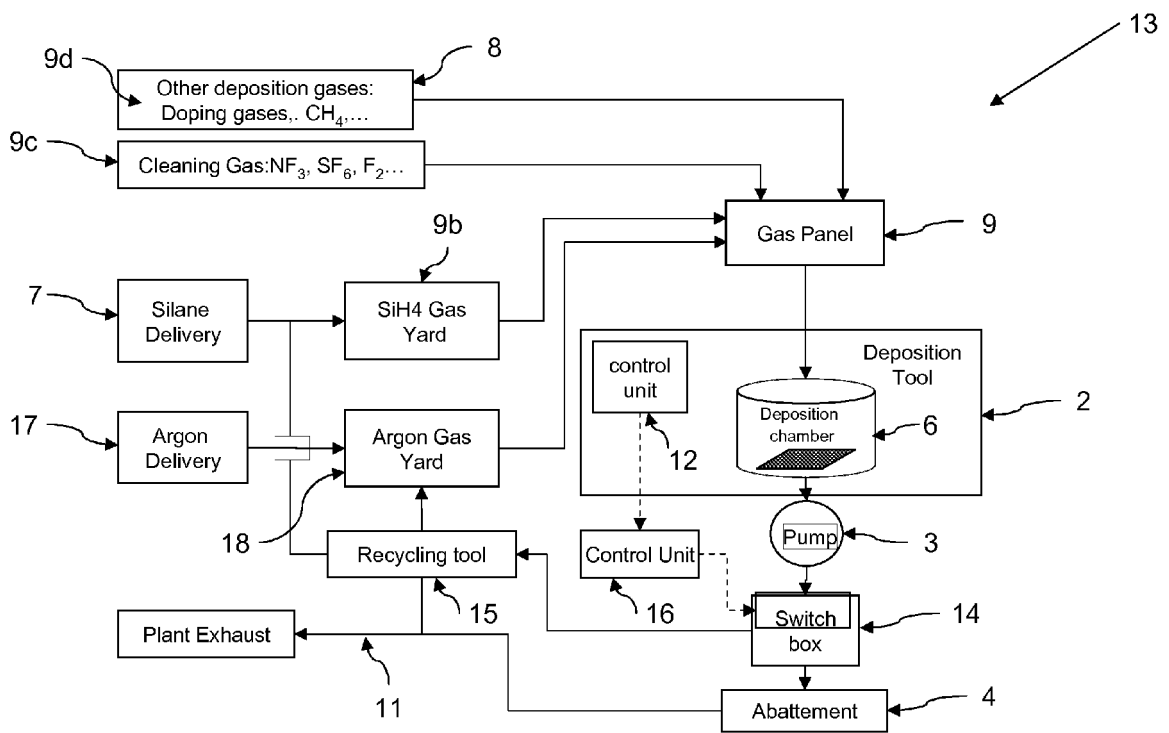 13
8
9d
Other deposition gases:
Doping gases,. CH4,...
9c
Cleaning Gas:NF3, SF6, F2...
9b
Gas Panel
9
7
Silane
Delivery
SiH4 Gas
Yard
control
unit
Deposition
Tool
2
17
Argon
Delivery
Argon Gas
Yard
12
Deposition
chamber
6
18
Recycling tool
Control Unit
Pump
3
15
16
Plant Exhaust
Switch
box
14
11
Abattement
4